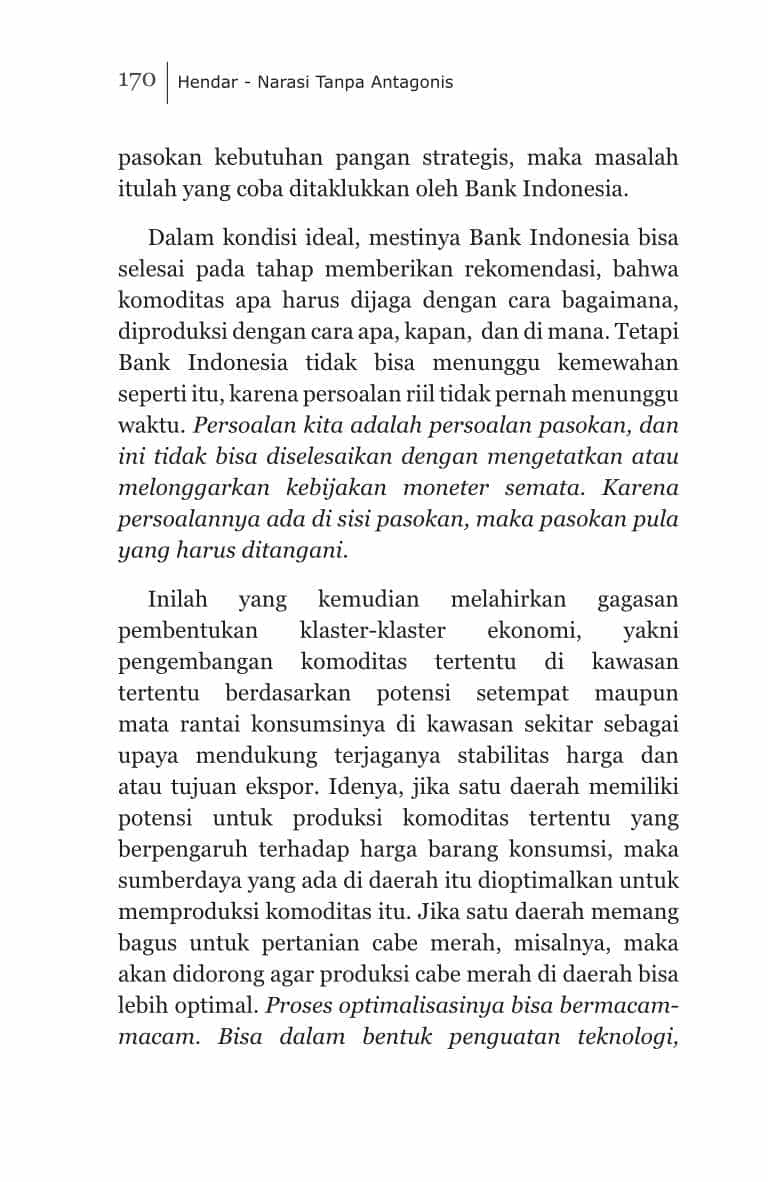 170 Hendar - Narasi Tanpa Antagonis
pasokan kebutuhan pangan strategis, maka masalah
itulah yang coba ditaklukkan oleh Bank Indonesia.
Dalam kondisi ideal, mestinya Bank Indonesia bisa
selesai pada tahap memberikan rekomendasi, bahwa
komoditas apa harus dijaga dengan cara bagaimana,
diproduksi dengan cara apa, kapan, dan di mana. Tetapi
Bank Indonesia tidak bisa menunggu kemewahan
seperti itu, karena persoalan riil tidak pernah menunggu
waktu. Persoalan kita adalah persoalan pasokan, dan
ini tidak bisa diselesaikan dengan mengetatkan atau
melonggarkan kebijakan moneter semata. Karena
persoalannya ada di sisi pasokan, maka pasokan pula
yang harus ditangani.
Inilah yang kemudian melahirkan gagasan
pembentukan klaster-klaster ekonomi, yakni
pengembangan komoditas tertentu di kawasan
tertentu berdasarkan potensi setempat maupun
mata rantai konsumsinya di kawasan sekitar sebagai
upaya mendukung terjaganya stabilitas harga dan
atau tujuan ekspor. Idenya, jika satu daerah memiliki
potensi untuk produksi komoditas tertentu yang
berpengaruh terhadap harga barang konsumsi, maka
sumberdaya yang ada di daerah itu dioptimalkan untuk
memproduksi komoditas itu. Jika satu daerah memang
bagus untuk pertanian cabe merah, misalnya, maka
akan didorong agar produksi cabe merah di daerah bisa
lebih optimal. Proses optimalisasinya bisa bermacam-
macam. Bisa dalam bentuk penguatan teknologi,